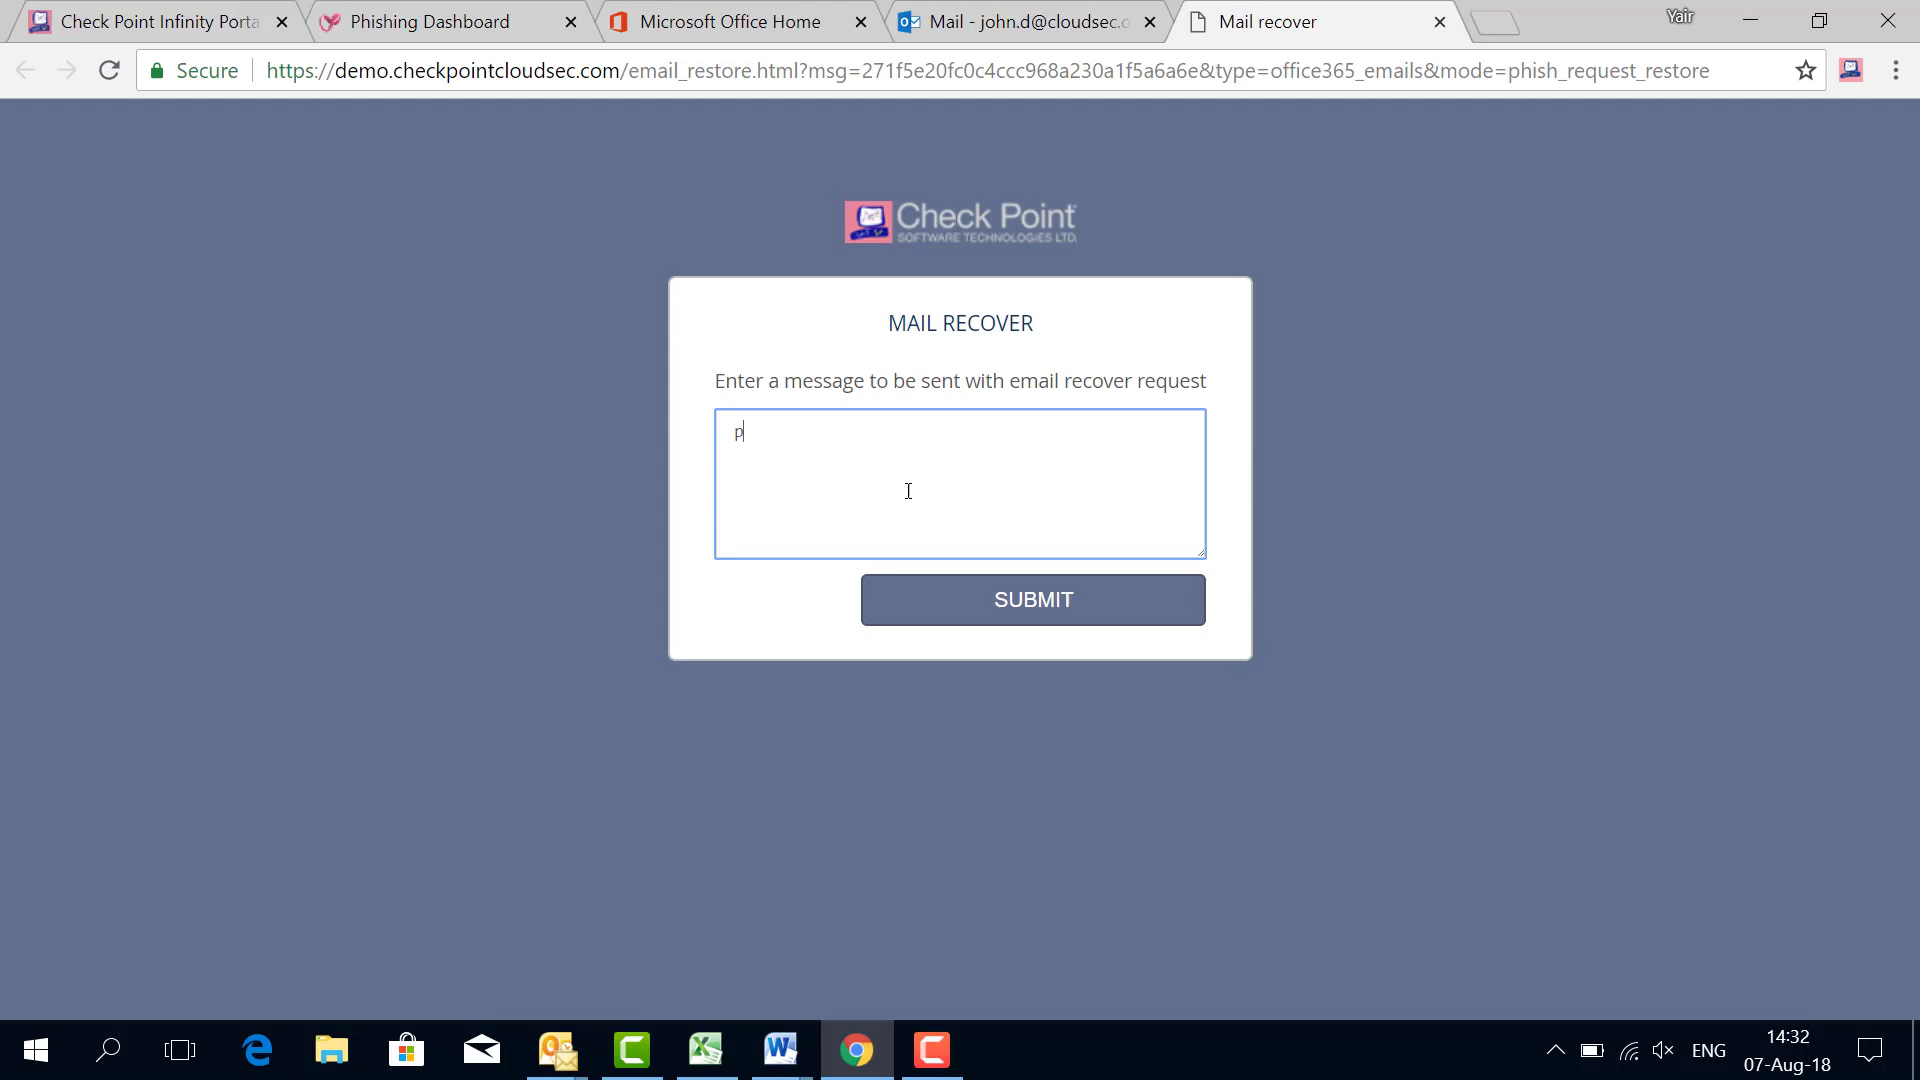 Check Point Infinity Porta
Phishing Dashboard
Microsoft Office Home
Mail - john.d@cloudsec.o
Mail recover
Yair
Secure
https://demo.checkpointcloudsec.com/email_restore.html?msg=271f5e20fc0c4ccc968a230a1f5a6a6e&type=office365_emails&mode=phish_request_restore
Check Point
SOFTWARE TECHNOLOGIES LTD.
MAIL RECOVER
Enter a message to be sent with email recover request
p
SUBMIT
ENG
14:32
07-Aug-18